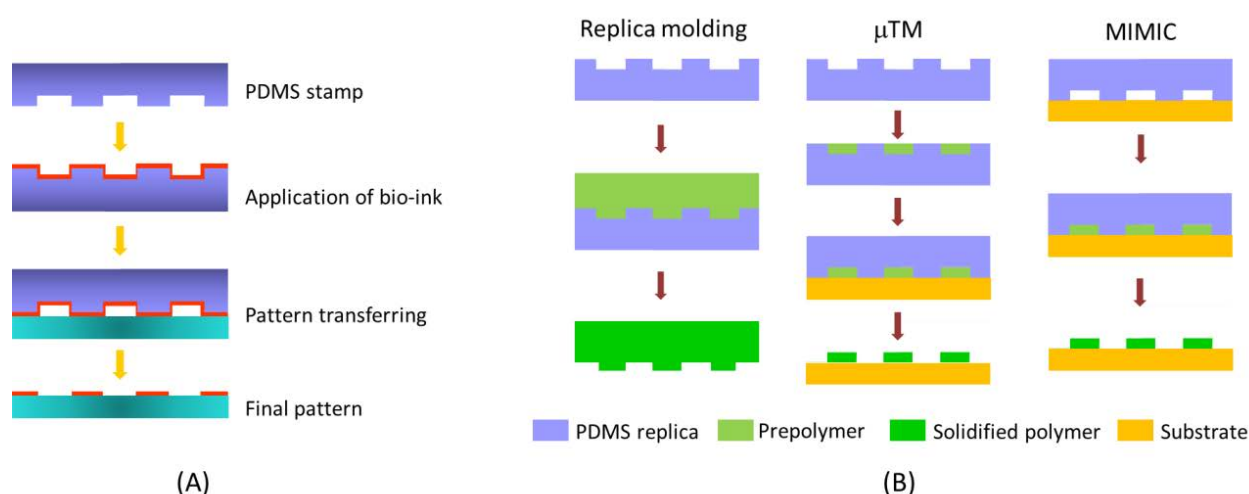 PDMS stamp
Application of bio-ink
Pattern transferring
Final pattern
(A)
Replica molding
μTM
MIMIC
PDMS replica
Prepolymer
Solidified polymer
Substrate
(B)